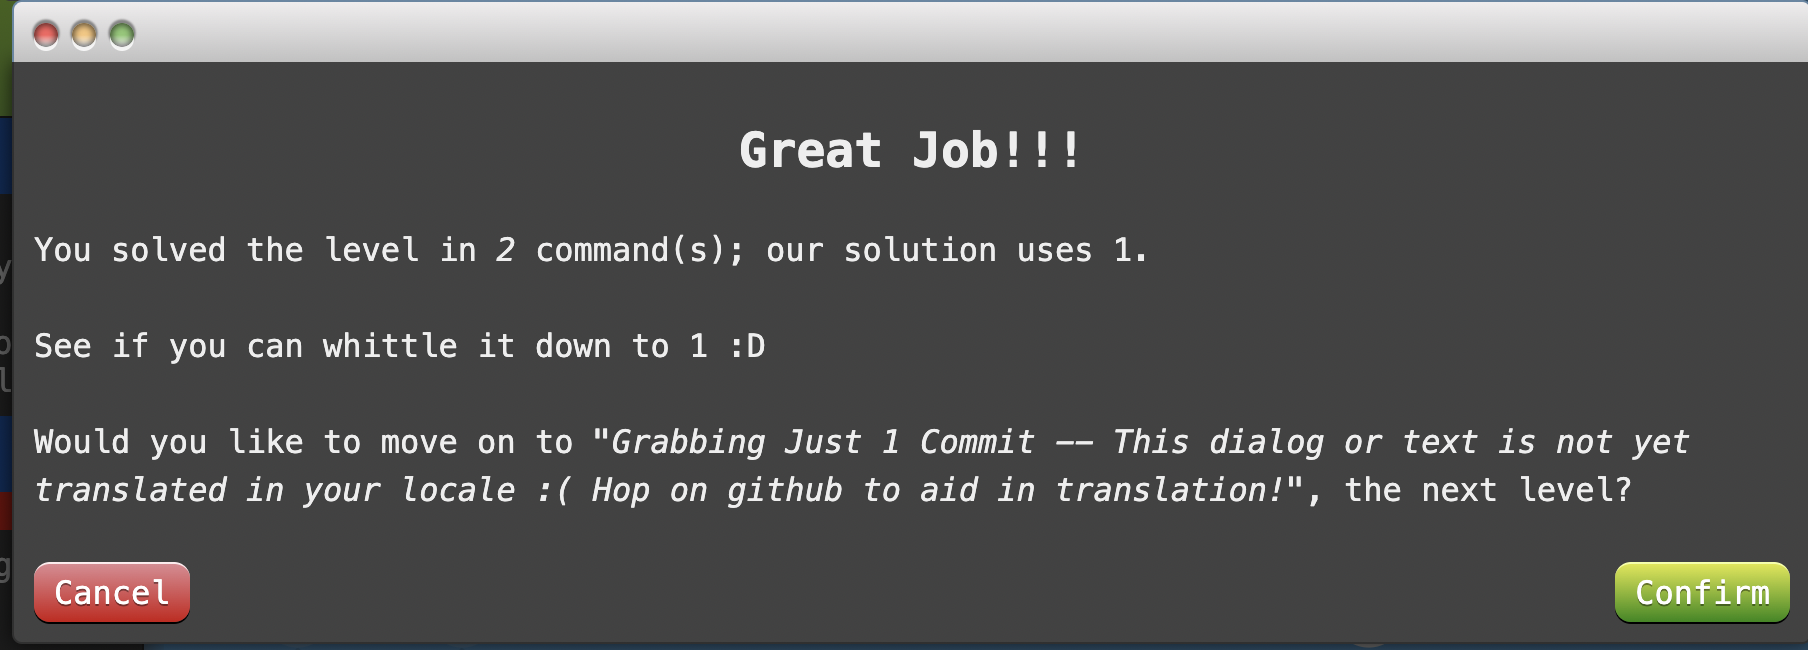 Great Job!!!
You solved the level in 2 command(s); our solution uses 1.
See if you can whittle it down to 1 :D
Would you like to move on to "Grabbing Just 1 Commit -- This dialog or text is not yet
translated in your locale :( Hop on github to aid in translation!", the next level?
Cancel
Confirm